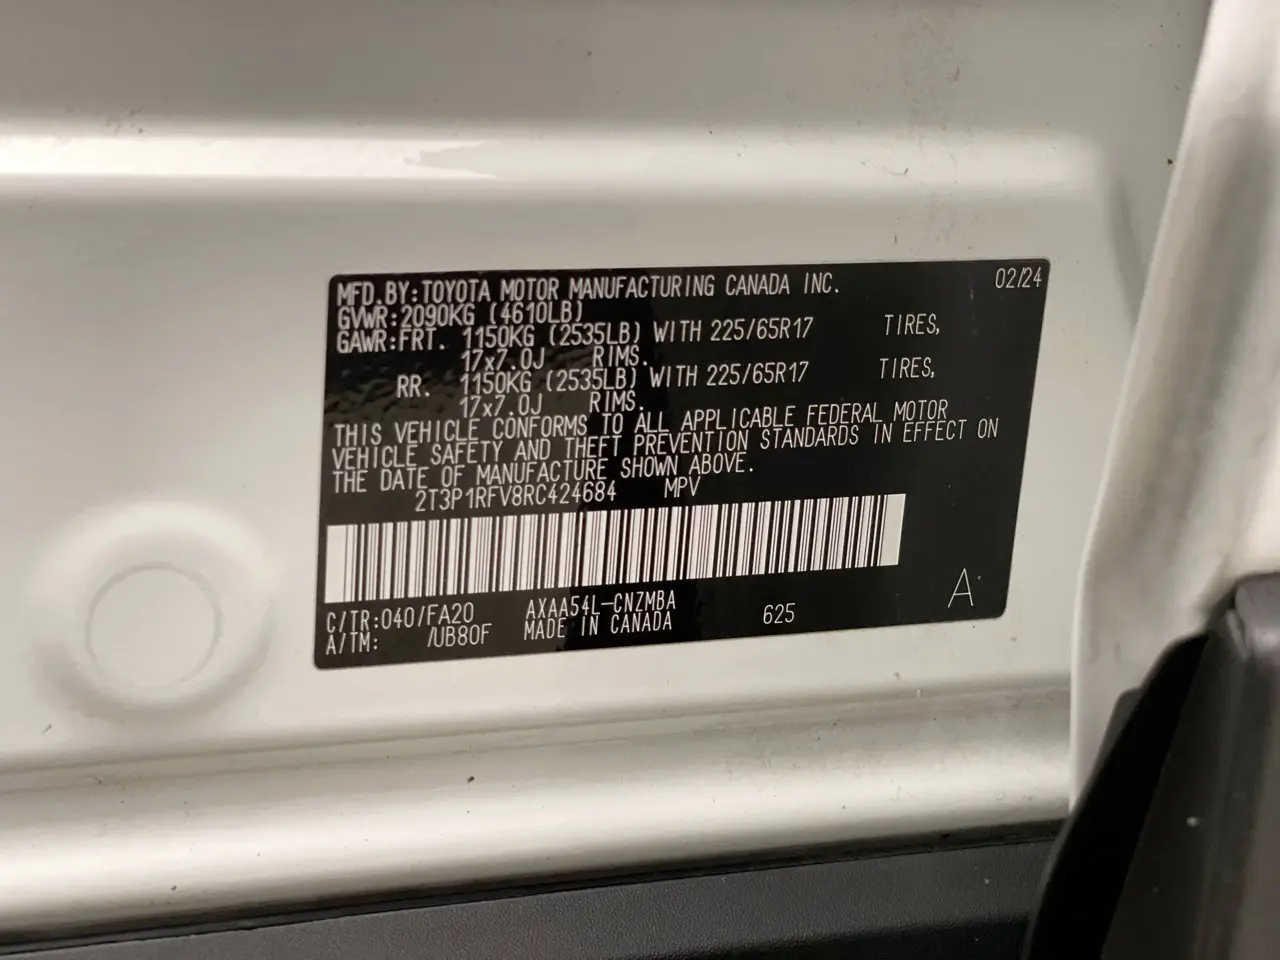 MFD.BY:TOYOTA MOTOR MANUFACTURING CANADA INC. 02/24
GVWR:2090KG (4610LB)
GAWR:FRT. 1150KG (2535LB) WITH 225/65R17 TIRES,
17x7.0J RIMS.
RR. 1150KG (2535LB) WITH 225/65R17 TIRES,
17x7.0J RIMS.
THIS VEHICLE CONFORMS TO ALL APPLICABLE FEDERAL MOTOR
VEHICLE SAFETY AND THEFT PREVENTION STANDARDS IN EFFECT ON
THE DATE OF MANUFACTURE SHOWN ABOVE.
2T3P1RFV8RC424684 MPV
C/TR:040/FA20 AXAA54L-CNZMBA 625 A
A/TM: /UB80F MADE IN CANADA